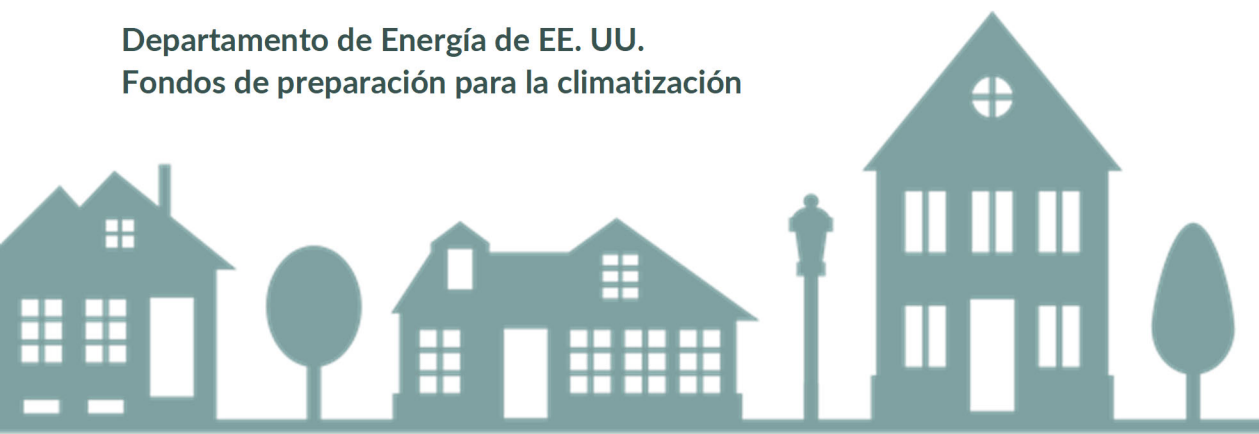 Departamento de Energía de EE. UU.
Fondos de preparación para la climatización